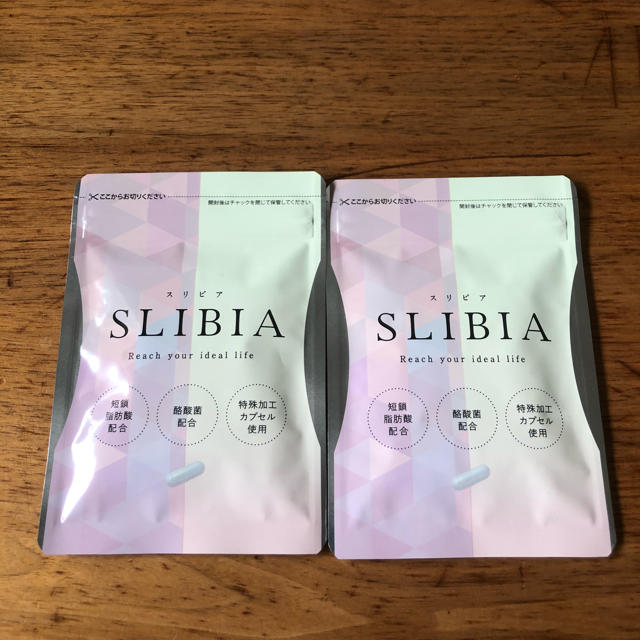 ここからお切りください
開封後はチャックを閉じて保管してください
スリビア
SLIBIA
Reach your ideal life
短鎖
脂肪酸
配合
酪酸菌
配合
特殊加工
カプセル
使用
ここからお切りください
開封後はチャックを閉じて保管してください
スリビア
SLIBIA
Reach your ideal life
短鎖
脂肪酸
配合
酪酸菌
配合
特殊加工
カプセル
使用